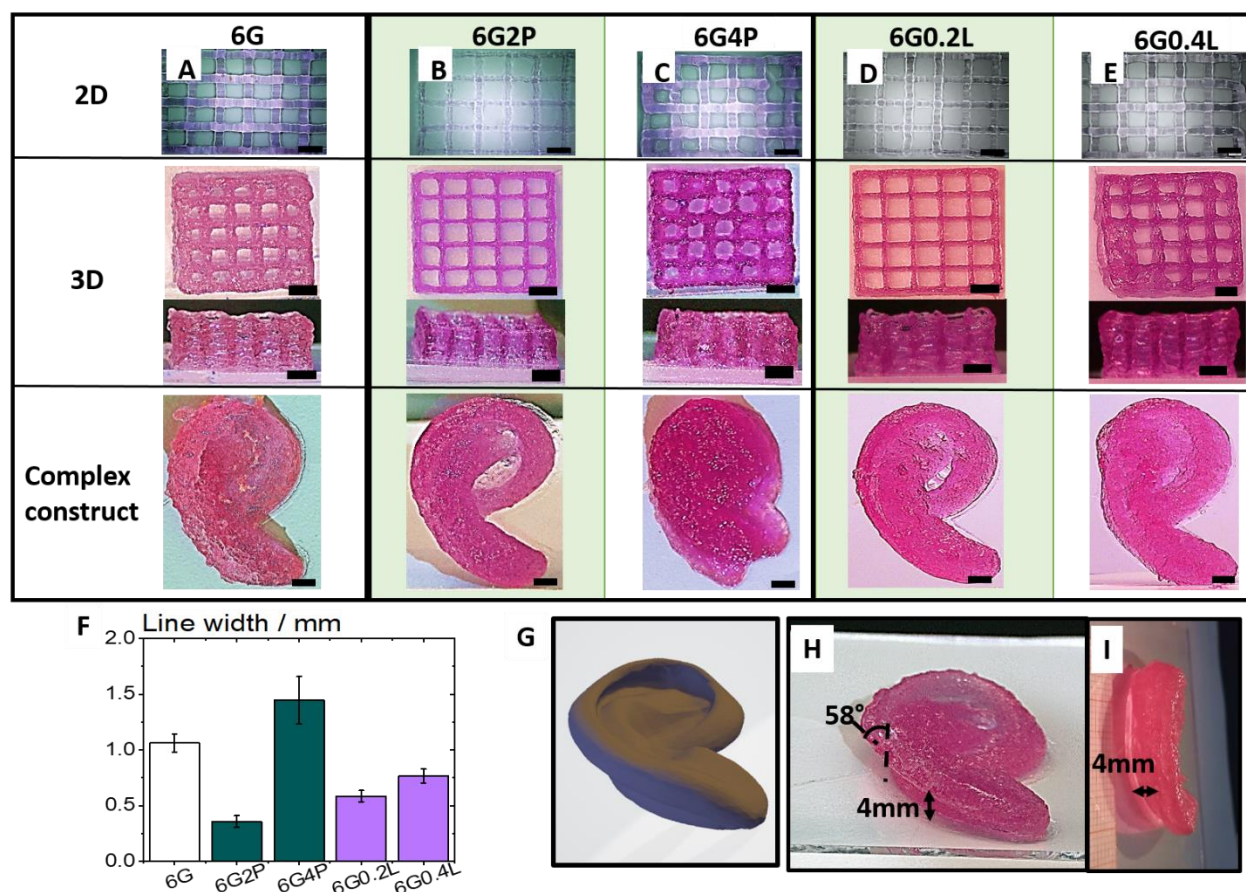 6G 6G2P 6G4P 6G0.2L 6G0.4L
2D A B C D E
3D
Complex
construct
F Line width / mm
2.0
1.5
1.0
0.5
0.0
6G 6G2P 6G4P 6G0.2L 6G0.4L
G
H
58°
4mm
I
4mm